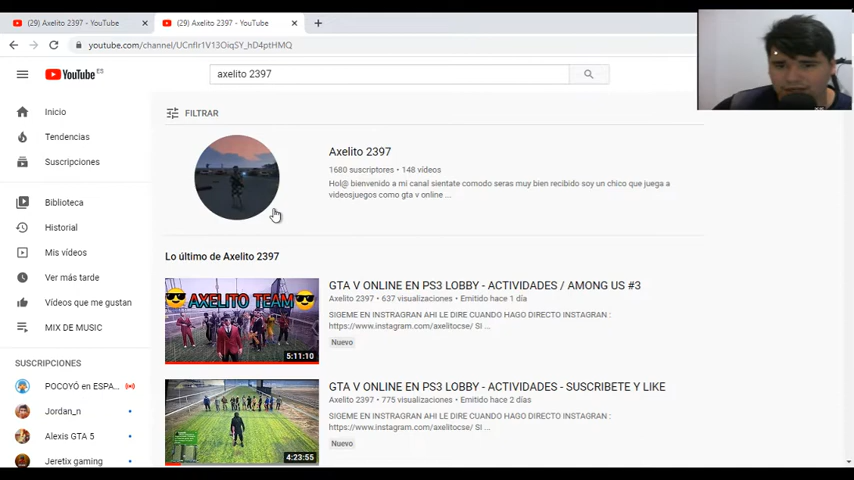 (29) Axelito 2397 - YouTube
(29) Axelito 2397 - YouTube
youtube.com/channel/UCnfIr1V13OiqSY_hD4ptHMQ
YouTube ES
axelito 2397
Inicio
Tendencias
Suscripciones
Biblioteca
Historial
Mis vídeos
Ver más tarde
Vídeos que me gustan
MIX DE MUSIC
SUSCRIPCIONES
POCOYÓ en ESPA...
Jordan_n
Alexis GTA 5
Jeretix gaming
FILTRAR
Axelito 2397
1680 suscriptores • 148 vídeos
Hol@ bienvenido a mi canal sientate comodo seras muy bien recibido soy un chico que juega a
videosjuegos como gta v online ...
Lo último de Axelito 2397
AXELITO TEAM
5:11:10
GTA V ONLINE EN PS3 LOBBY - ACTIVIDADES / AMONG US #3
Axelito 2397 • 637 visualizaciones • Emitido hace 1 día
SIGEME EN INSTRAGRAN AHI LE DIRE CUANDO HAGO DIRECTO INSTAGRAN :
https://www.instagram.com/axelitocse/ SI ...
Nuevo
4:23:55
GTA V ONLINE EN PS3 LOBBY - ACTIVIDADES - SUSCRIBETE Y LIKE
Axelito 2397 • 775 visualizaciones • Emitido hace 2 días
SIGEME EN INSTRAGRAN AHI LE DIRE CUANDO HAGO DIRECTO INSTAGRAN :
https://www.instagram.com/axelitocse/ SI ...
Nuevo